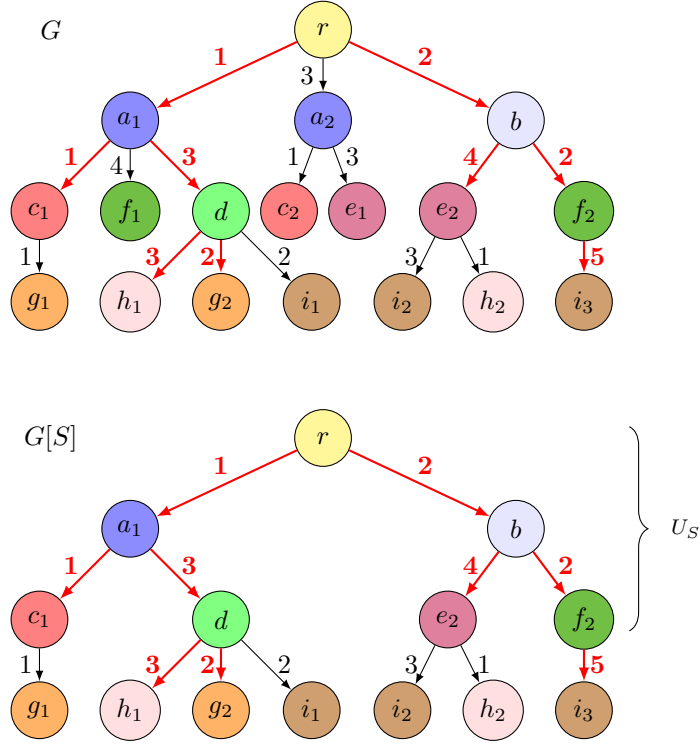 G
r
1
3
2
a₁
a₂
b
1
4
3
1
3
4
2
c₁
f₁
d
c₂
e₁
e₂
f₂
1
3
2
2
3
1
5
g₁
h₁
g₂
i₁
i₂
h₂
i₃
G[S]
r
1
2
a₁
b
U_S
1
3
4
2
c₁
d
e₂
f₂
1
3
2
2
3
1
5
g₁
h₁
g₂
i₁
i₂
h₂
i₃